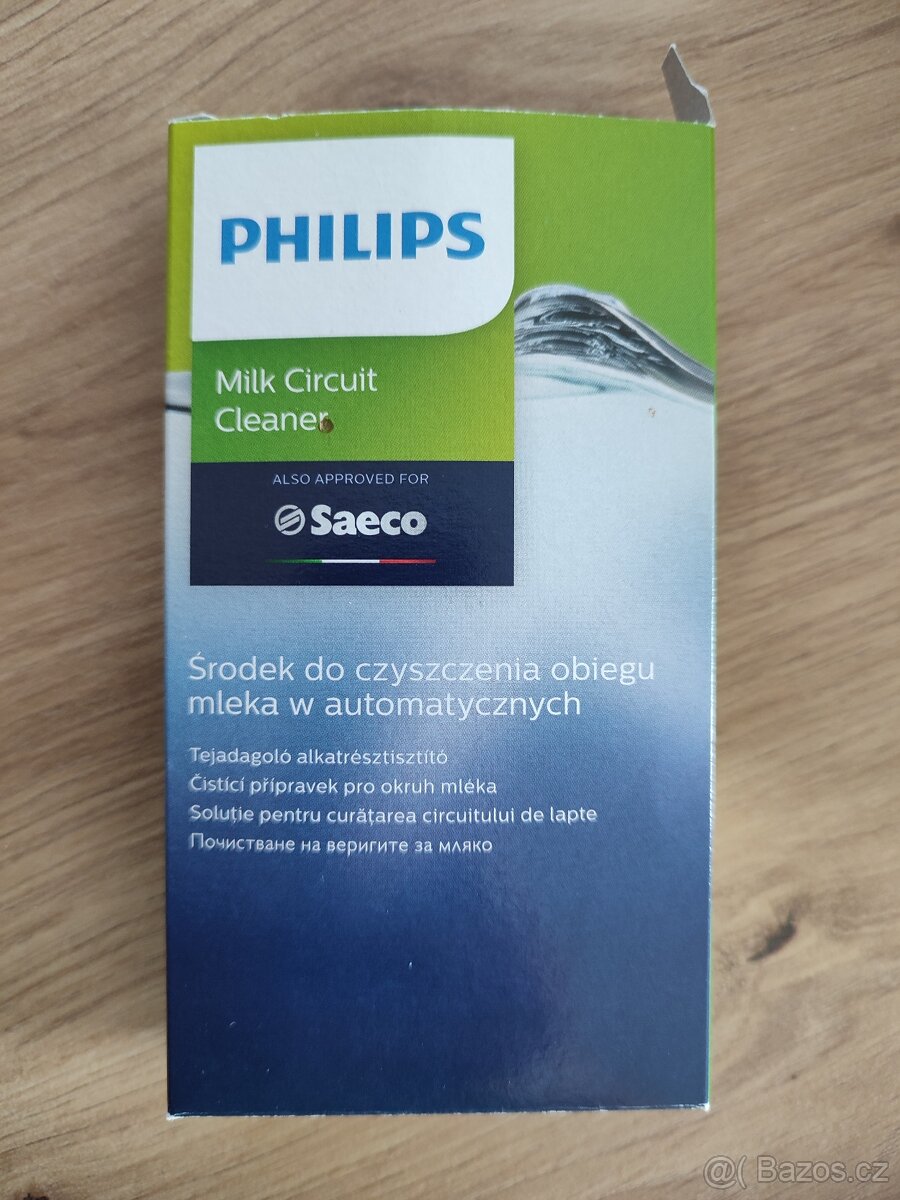 PHILIPS
Milk Circuit
Cleaner
ALSO APPROVED FOR
Saeco
Środek do czyszczenia obiegu
mleka w automatycznych
Tejadagoló alkatrésztisztító
Čistící přípravek pro okruh mléka
Soluție pentru curățarea circuitului de lapte
Почистване на веригите за мляко
@( Bazos.cz